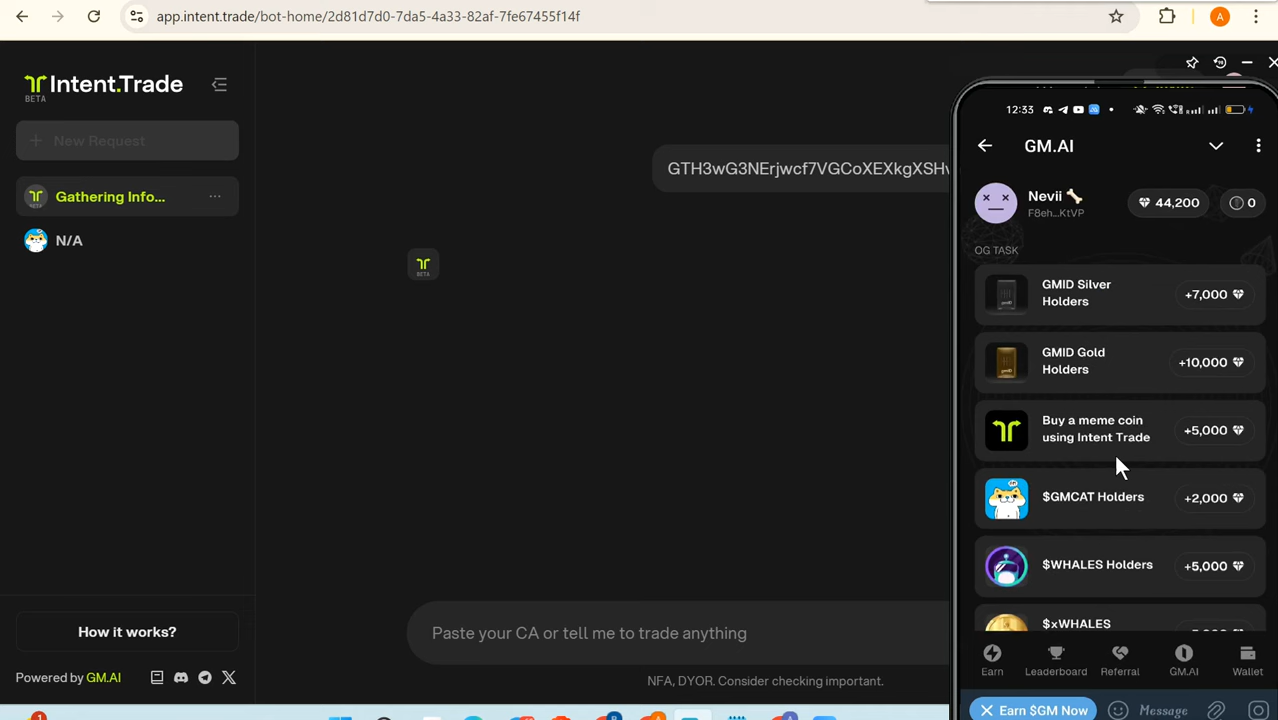 app.intent.trade/bot-home/2d81d7d0-7da5-4a33-82af-7fe67455f14f
A
Intent.Trade
BETA
New Request
Gathering Info...
N/A
How it works?
Powered by GM.AI
GTH3wG3NErjwcf7VGCoXEXkgXSHv
BETA
Paste your CA or tell me to trade anything
NFA, DYOR. Consider checking important.
12:33
GM.AI
Nevii
F8eh...KtVP
44,200
0
OG TASK
GMID Silver
Holders
+7,000
GMID Gold
Holders
+10,000
Buy a meme coin
using Intent Trade
+5,000
$GMCAT Holders
+2,000
$WHALES Holders
+5,000
$xWHALES
Earn
Leaderboard
Referral
GM.AI
Wallet
Earn $GM Now
Message
1